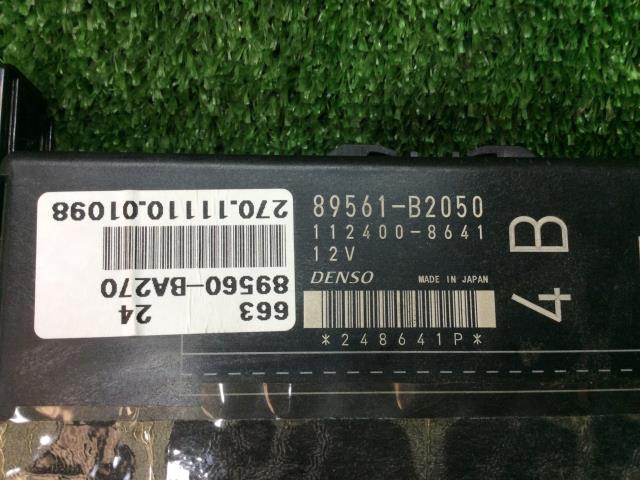 89561-B2050
112400-8641
12V
DENSO MADE IN JAPAN
*248641P*
4B
663
24
89560-BA270
270.11110.01098